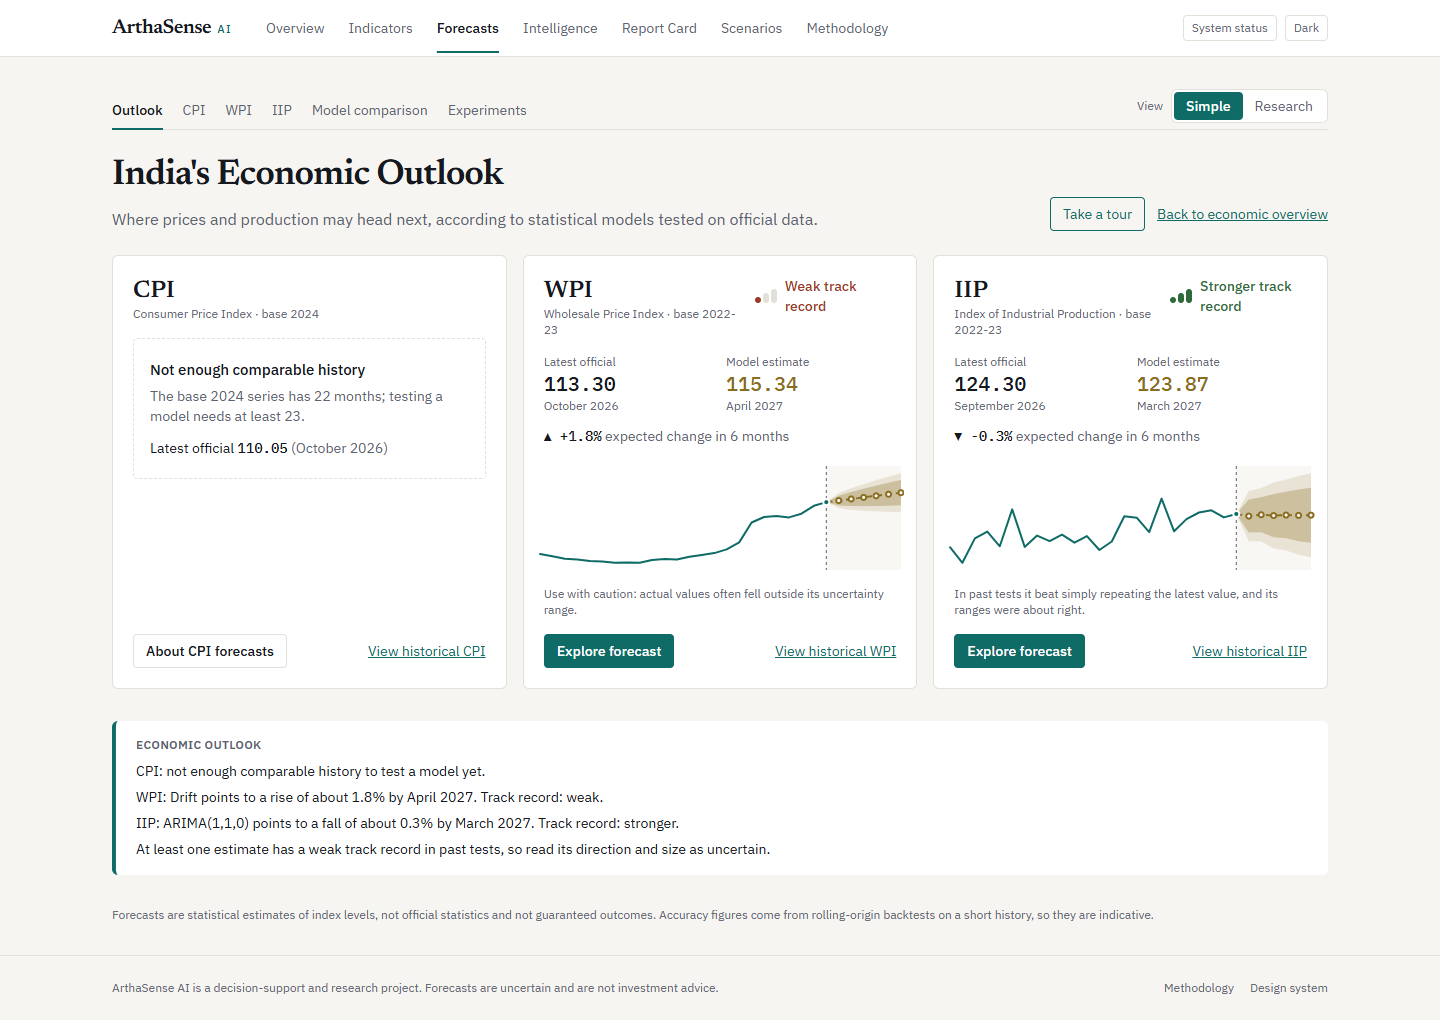 ArthaSense AI
Overview Indicators Forecasts Intelligence Report Card Scenarios Methodology
System status Dark
Outlook CPI WPI IIP Model comparison Experiments
View Simple Research
India's Economic Outlook
Where prices and production may head next, according to statistical models tested on official data.
Take a tour Back to economic overview
CPI
Consumer Price Index · base 2024
Not enough comparable history
The base 2024 series has 22 months; testing a
model needs at least 23.
Latest official 110.05 (October 2026)
About CPI forecasts View historical CPI
WPI
Wholesale Price Index · base 2022-
23
Weak track
record
Latest official Model estimate
113.30 115.34
October 2026 April 2027
▲ +1.8% expected change in 6 months
Use with caution: actual values often fell outside its uncertainty
range.
Explore forecast View historical WPI
IIP
Index of Industrial Production · base
2022-23
Stronger track
record
Latest official Model estimate
124.30 123.87
September 2026 March 2027
▼ -0.3% expected change in 6 months
In past tests it beat simply repeating the latest value, and its
ranges were about right.
Explore forecast View historical IIP
ECONOMIC OUTLOOK
CPI: not enough comparable history to test a model yet.
WPI: Drift points to a rise of about 1.8% by April 2027. Track record: weak.
IIP: ARIMA(1,1,0) points to a fall of about 0.3% by March 2027. Track record: stronger.
At least one estimate has a weak track record in past tests, so read its direction and size as uncertain.
Forecasts are statistical estimates of index levels, not official statistics and not guaranteed outcomes. Accuracy figures come from rolling-origin backtests on a short history, so they are indicative.
ArthaSense AI is a decision-support and research project. Forecasts are uncertain and are not investment advice.
Methodology Design system